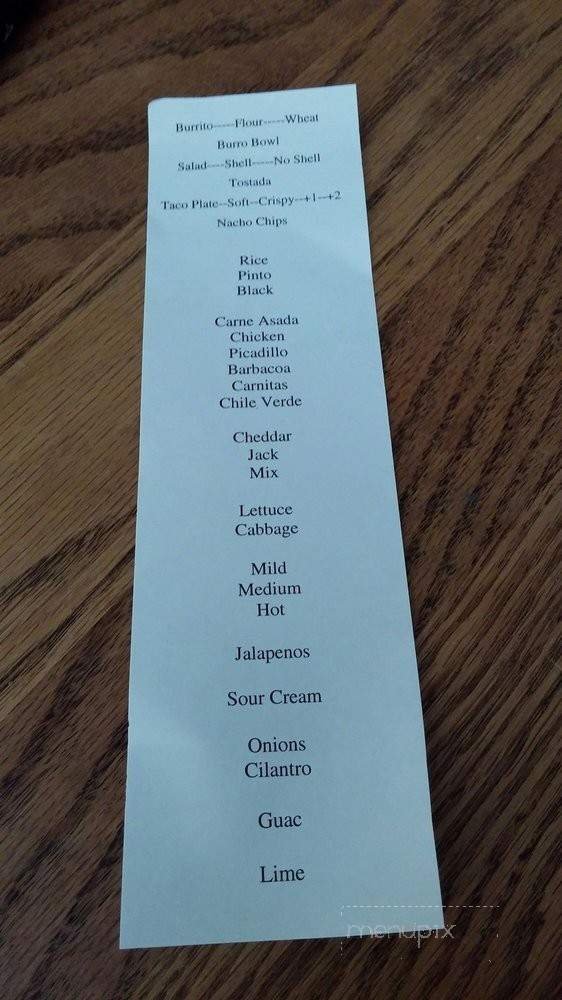 Burrito-----Flour-----Wheat
Burro Bowl
Salad----Shell-----No Shell
Tostada
Taco Plate--Soft--Crispy--+1--+2
Nacho Chips
Rice
Pinto
Black
Carne Asada
Chicken
Picadillo
Barbacoa
Carnitas
Chile Verde
Cheddar
Jack
Mix
Lettuce
Cabbage
Mild
Medium
Hot
Jalapenos
Sour Cream
Onions
Cilantro
Guac
Lime
menupix